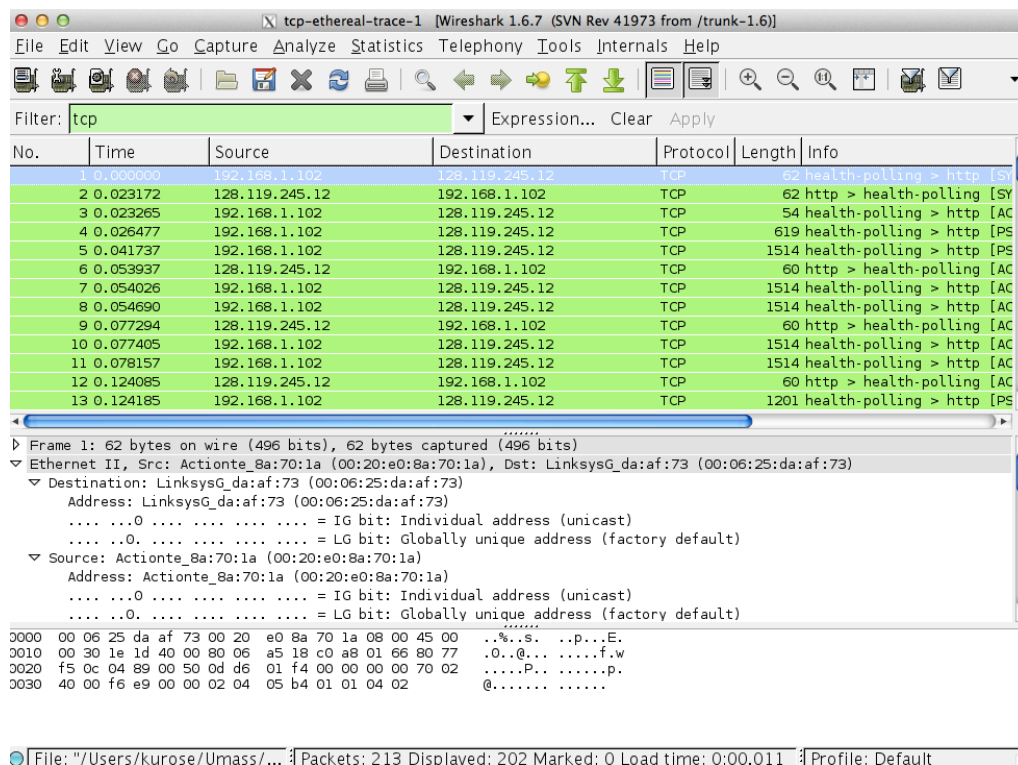 tcp-ethereal-trace-1 [Wireshark 1.6.7 (SVN Rev 41973 from /trunk-1.6)]
File Edit View Go Capture Analyze Statistics Telephony Tools Internals Help
Filter: tcp Expression... Clear Apply
No. Time Source Destination Protocol Length Info
1 0.000000 192.168.1.102 128.119.245.12 TCP 62 health-polling > http [SY
2 0.023172 128.119.245.12 192.168.1.102 TCP 62 http > health-polling [SY
3 0.023265 192.168.1.102 128.119.245.12 TCP 54 health-polling > http [AC
4 0.026477 192.168.1.102 128.119.245.12 TCP 619 health-polling > http [PS
5 0.041737 192.168.1.102 128.119.245.12 TCP 1514 health-polling > http [PS
6 0.053937 128.119.245.12 192.168.1.102 TCP 60 http > health-polling [AC
7 0.054026 192.168.1.102 128.119.245.12 TCP 1514 health-polling > http [AC
8 0.054690 192.168.1.102 128.119.245.12 TCP 1514 health-polling > http [AC
9 0.077294 128.119.245.12 192.168.1.102 TCP 60 http > health-polling [AC
10 0.077405 192.168.1.102 128.119.245.12 TCP 1514 health-polling > http [AC
11 0.078157 192.168.1.102 128.119.245.12 TCP 1514 health-polling > http [AC
12 0.124085 128.119.245.12 192.168.1.102 TCP 60 http > health-polling [AC
13 0.124185 192.168.1.102 128.119.245.12 TCP 1201 health-polling > http [PS
Frame 1: 62 bytes on wire (496 bits), 62 bytes captured (496 bits)
Ethernet II, Src: Actionte_8a:70:1a (00:20:e0:8a:70:1a), Dst: LinksysG_da:af:73 (00:06:25:da:af:73)
Destination: LinksysG_da:af:73 (00:06:25:da:af:73)
Address: LinksysG_da:af:73 (00:06:25:da:af:73)
.... ...0 .... .... .... .... = IG bit: Individual address (unicast)
.... ..0. .... .... .... .... = LG bit: Globally unique address (factory default)
Source: Actionte_8a:70:1a (00:20:e0:8a:70:1a)
Address: Actionte_8a:70:1a (00:20:e0:8a:70:1a)
.... ...0 .... .... .... .... = IG bit: Individual address (unicast)
.... ..0. .... .... .... .... = LG bit: Globally unique address (factory default)
0000 00 06 25 da af 73 00 20 e0 8a 70 1a 08 00 45 00 ..%..s. ..p...E.
0010 00 30 1e 1d 40 00 80 06 a5 18 c0 a8 01 66 80 77 .0..@... .....f.w
0020 f5 0c 04 89 00 50 0d d6 01 f4 00 00 00 00 70 02 .....P.. ......p.
0030 40 00 f6 e9 00 00 02 04 05 b4 01 01 04 02 @....... ......
File: "/Users/kurose/Umass/... Packets: 213 Displayed: 202 Marked: 0 Load time: 0:00.011 Profile: Default